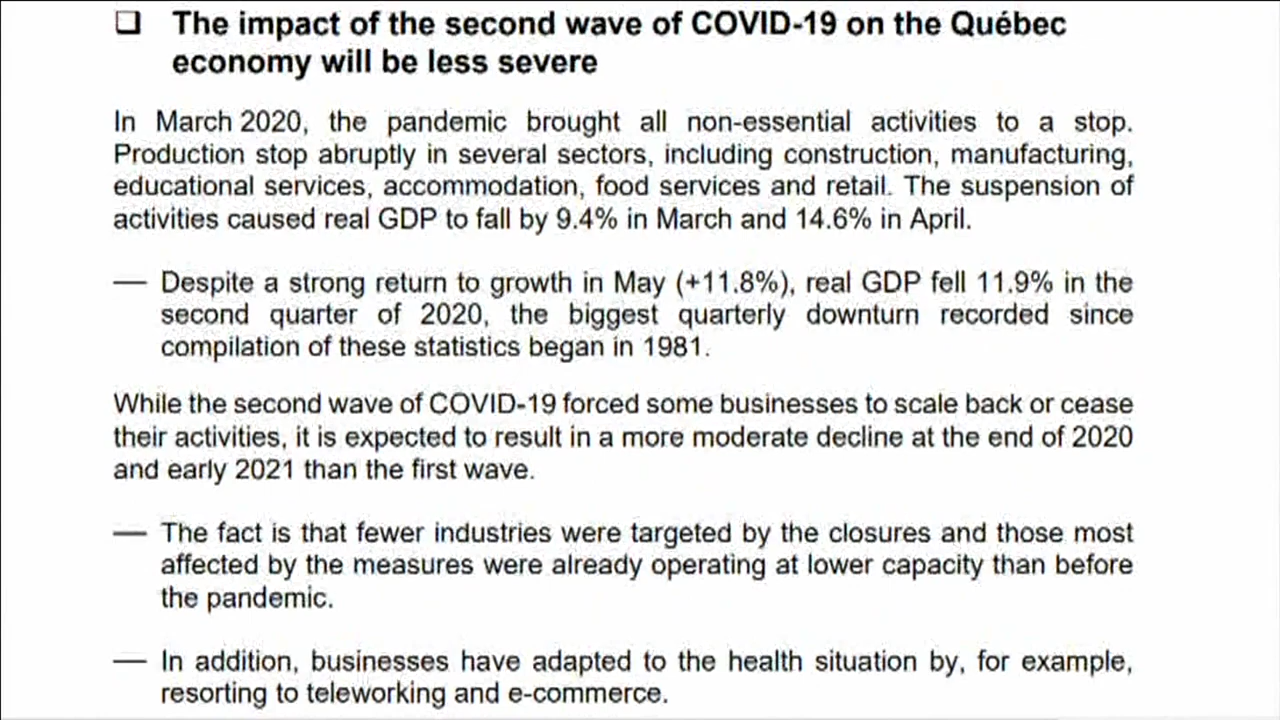 ❑ The impact of the second wave of COVID-19 on the Québec
economy will be less severe
In March 2020, the pandemic brought all non-essential activities to a stop.
Production stop abruptly in several sectors, including construction, manufacturing,
educational services, accommodation, food services and retail. The suspension of
activities caused real GDP to fall by 9.4% in March and 14.6% in April.
— Despite a strong return to growth in May (+11.8%), real GDP fell 11.9% in the
second quarter of 2020, the biggest quarterly downturn recorded since
compilation of these statistics began in 1981.
While the second wave of COVID-19 forced some businesses to scale back or cease
their activities, it is expected to result in a more moderate decline at the end of 2020
and early 2021 than the first wave.
— The fact is that fewer industries were targeted by the closures and those most
affected by the measures were already operating at lower capacity than before
the pandemic.
— In addition, businesses have adapted to the health situation by, for example,
resorting to teleworking and e-commerce.